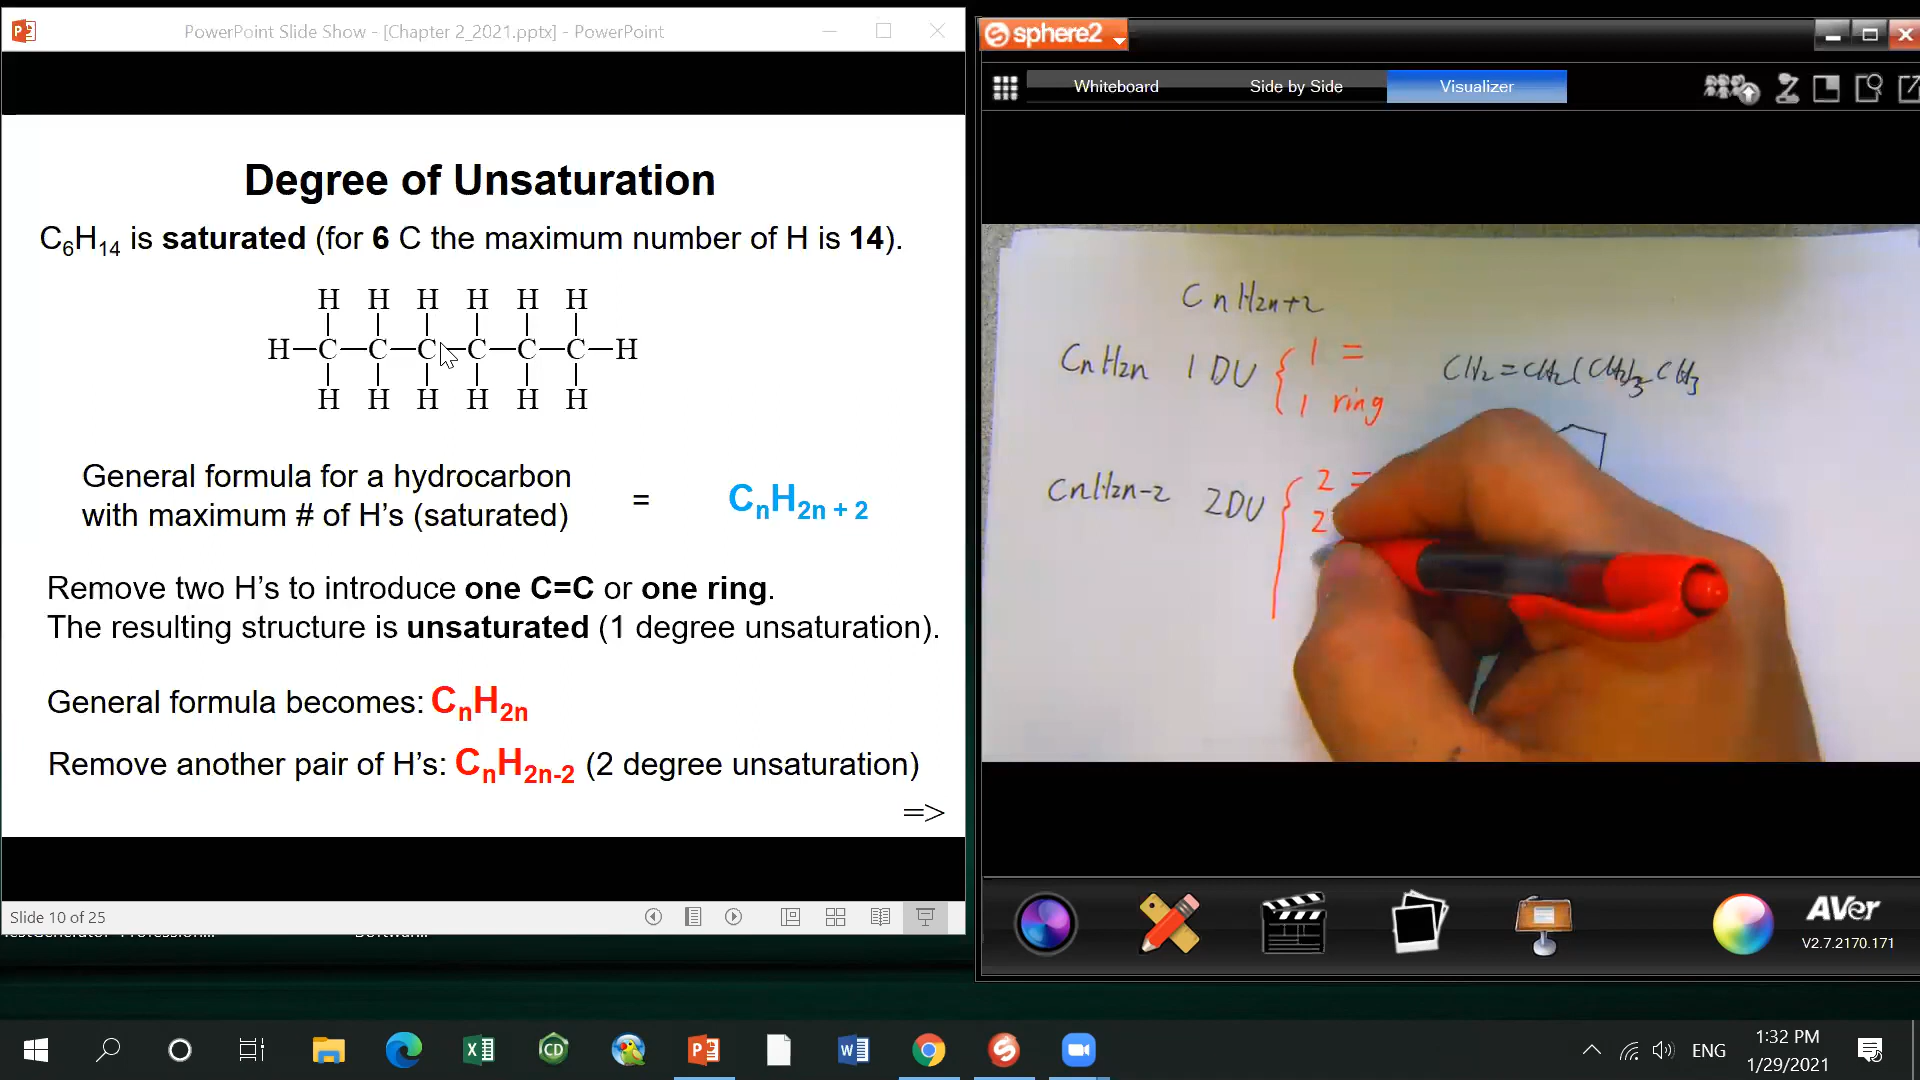 PowerPoint Slide Show - [Chapter 2_2021.pptx] - PowerPoint
Degree of Unsaturation
C₆H₁₄ is saturated (for 6 C the maximum number of H is 14).
H H H H H H
H—C—C—C—C—C—C—H
H H H H H H
General formula for a hydrocarbon
with maximum # of H's (saturated)
= CₙH₂ₙ ₊ ₂
Remove two H's to introduce one C=C or one ring.
The resulting structure is unsaturated (1 degree unsaturation).
General formula becomes: CₙH₂ₙ
Remove another pair of H's: CₙH₂ₙ₋₂ (2 degree unsaturation)
=>
Slide 10 of 25
sphere2
Whiteboard Side by Side Visualizer
CnH2n+2
CnH2n 1 DU { 1 =
1 ring
CH2=CH2(CH2)3CH3
CnH2n-2 2DU { 2 =
2
AVer
V2.7.2170.171
ENG
1:32 PM
1/29/2021